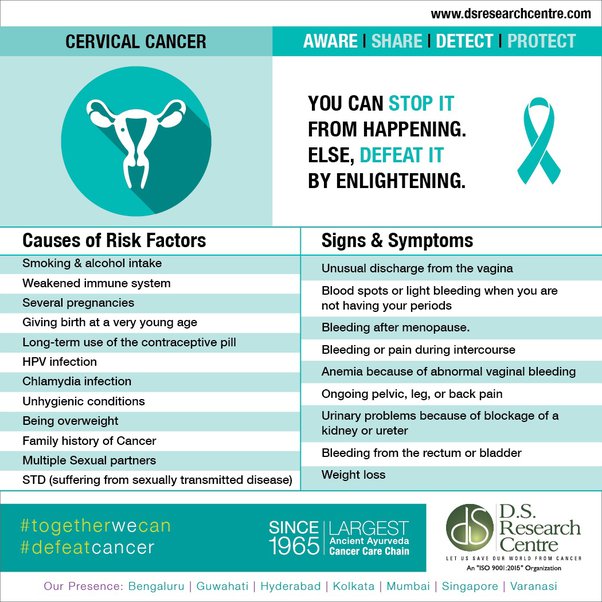 www.dsresearchcentre.com
CERVICAL CANCER
AWARE | SHARE | DETECT | PROTECT
YOU CAN STOP IT
FROM HAPPENING.
ELSE, DEFEAT IT
BY ENLIGHTENING.
Causes of Risk Factors
Smoking & alcohol intake
Weakened immune system
Several pregnancies
Giving birth at a very young age
Long-term use of the contraceptive pill
HPV infection
Chlamydia infection
Unhygienic conditions
Being overweight
Family history of Cancer
Multiple Sexual partners
STD (suffering from sexually transmitted disease)
Signs & Symptoms
Unusual discharge from the vagina
Blood spots or light bleeding when you are
not having your periods
Bleeding after menopause.
Bleeding or pain during intercourse
Anemia because of abnormal vaginal bleeding
Ongoing pelvic, leg, or back pain
Urinary problems because of blockage of a
kidney or ureter
Bleeding from the rectum or bladder
Weight loss
#togetherwecan
#defeatcancer
SINCE
1965
LARGEST
Ancient Ayurveda
Cancer Care Chain
dS
D.S.
Research
Centre
LET US SAVE OUR WORLD FROM CANCER
An "ISO 9001:2015" Organization
Our Presence: Bengaluru | Guwahati | Hyderabad | Kolkata | Mumbai | Singapore | Varanasi